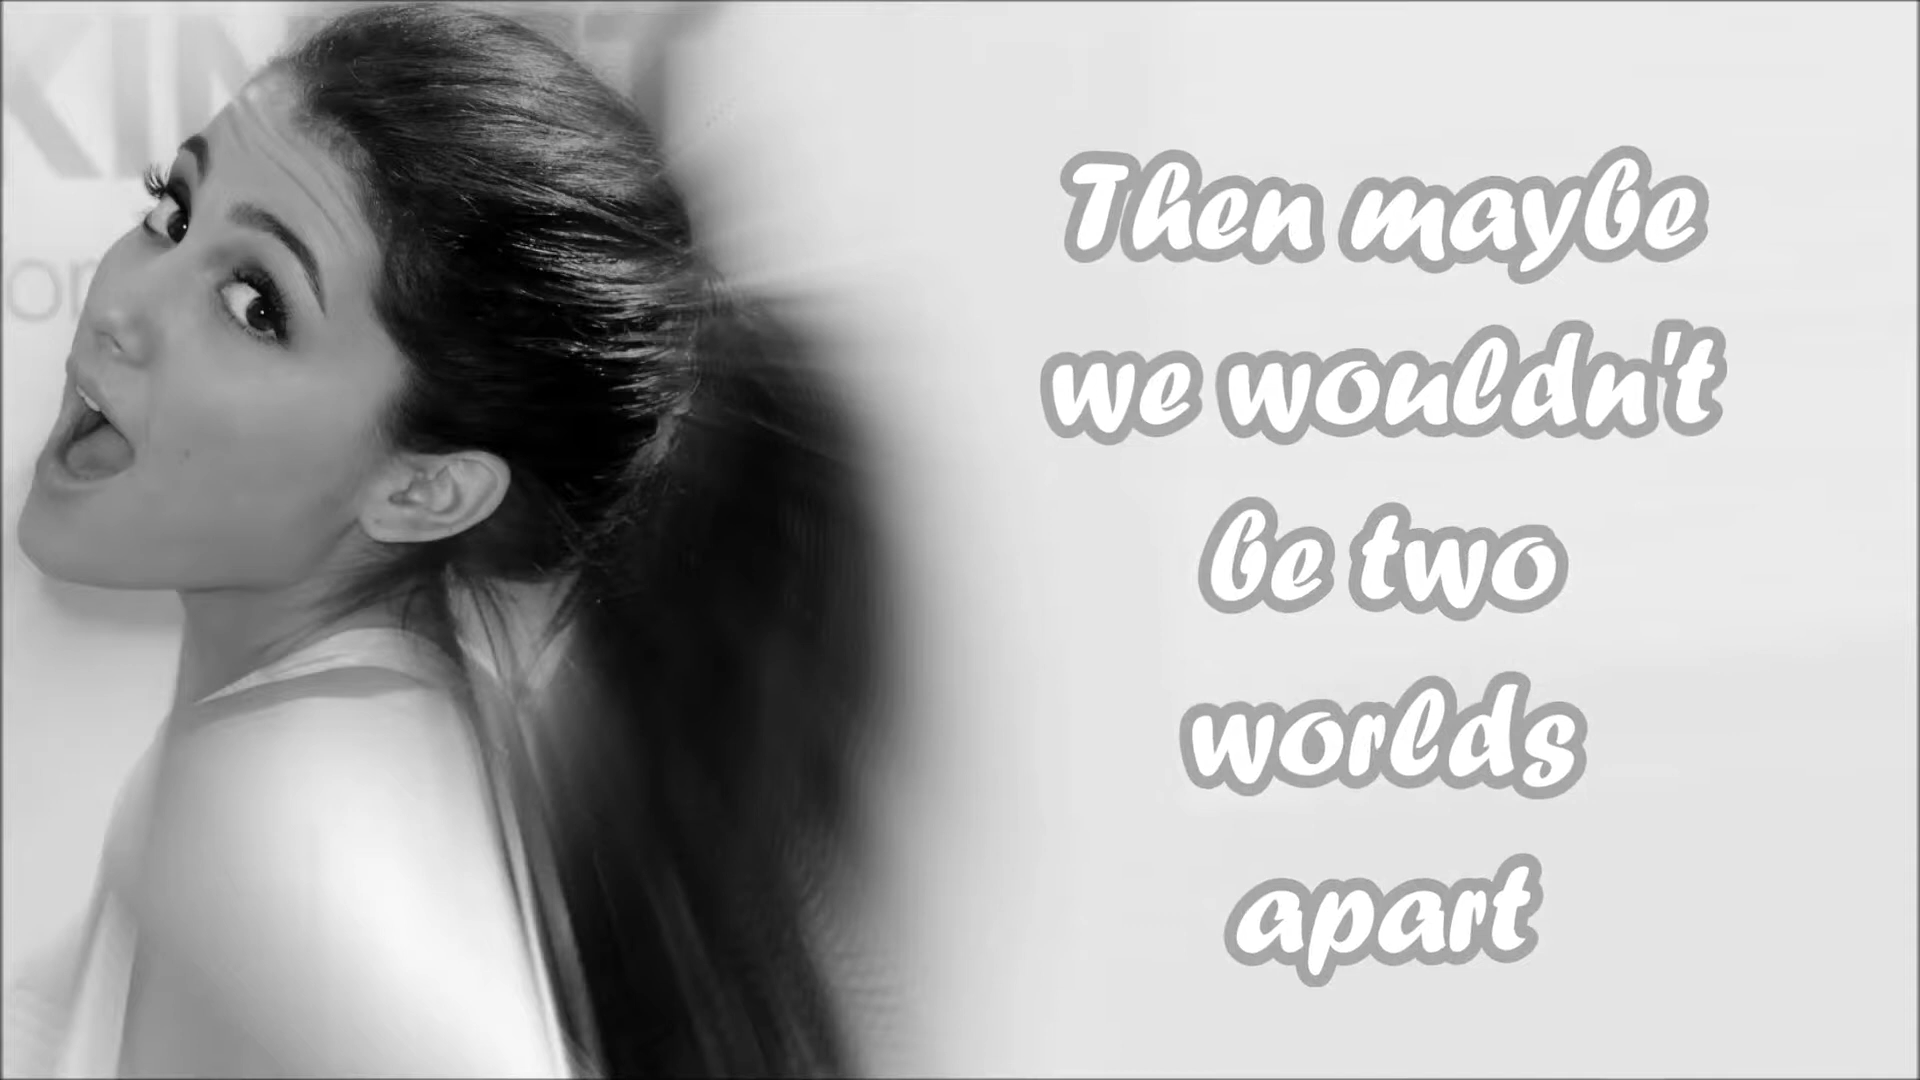 Then maybe
we wouldn't
be two
worlds
apart